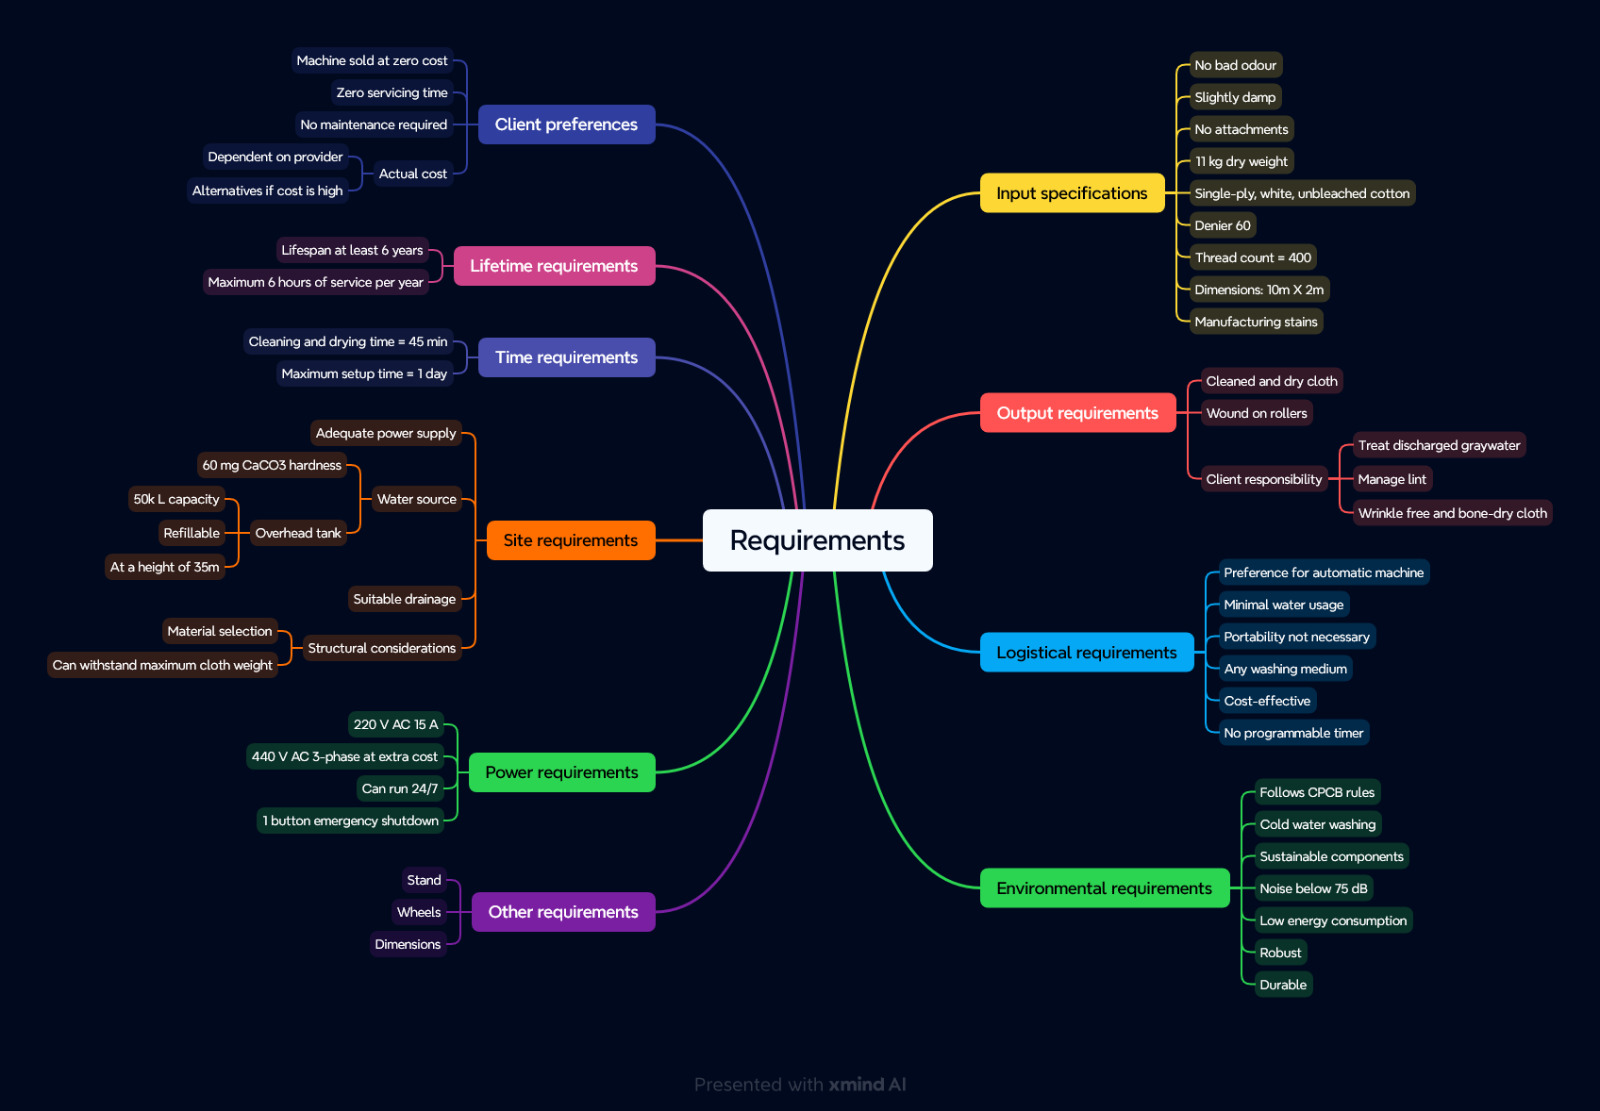 Requirements
Client preferences
Machine sold at zero cost
Zero servicing time
No maintenance required
Actual cost
Dependent on provider
Alternatives if cost is high
Lifetime requirements
Lifespan at least 6 years
Maximum 6 hours of service per year
Time requirements
Cleaning and drying time = 45 min
Maximum setup time = 1 day
Site requirements
Adequate power supply
Water source
60 mg CaCO3 hardness
Overhead tank
50k L capacity
Refillable
At a height of 35m
Suitable drainage
Structural considerations
Material selection
Can withstand maximum cloth weight
Power requirements
220 V AC 15 A
440 V AC 3-phase at extra cost
Can run 24/7
1 button emergency shutdown
Other requirements
Stand
Wheels
Dimensions
Input specifications
No bad odour
Slightly damp
No attachments
11 kg dry weight
Single-ply, white, unbleached cotton
Denier 60
Thread count = 400
Dimensions: 10m X 2m
Manufacturing stains
Output requirements
Cleaned and dry cloth
Wound on rollers
Client responsibility
Treat discharged graywater
Manage lint
Wrinkle free and bone-dry cloth
Logistical requirements
Preference for automatic machine
Minimal water usage
Portability not necessary
Any washing medium
Cost-effective
No programmable timer
Environmental requirements
Follows CPCB rules
Cold water washing
Sustainable components
Noise below 75 dB
Low energy consumption
Robust
Durable
Presented with xmind AI